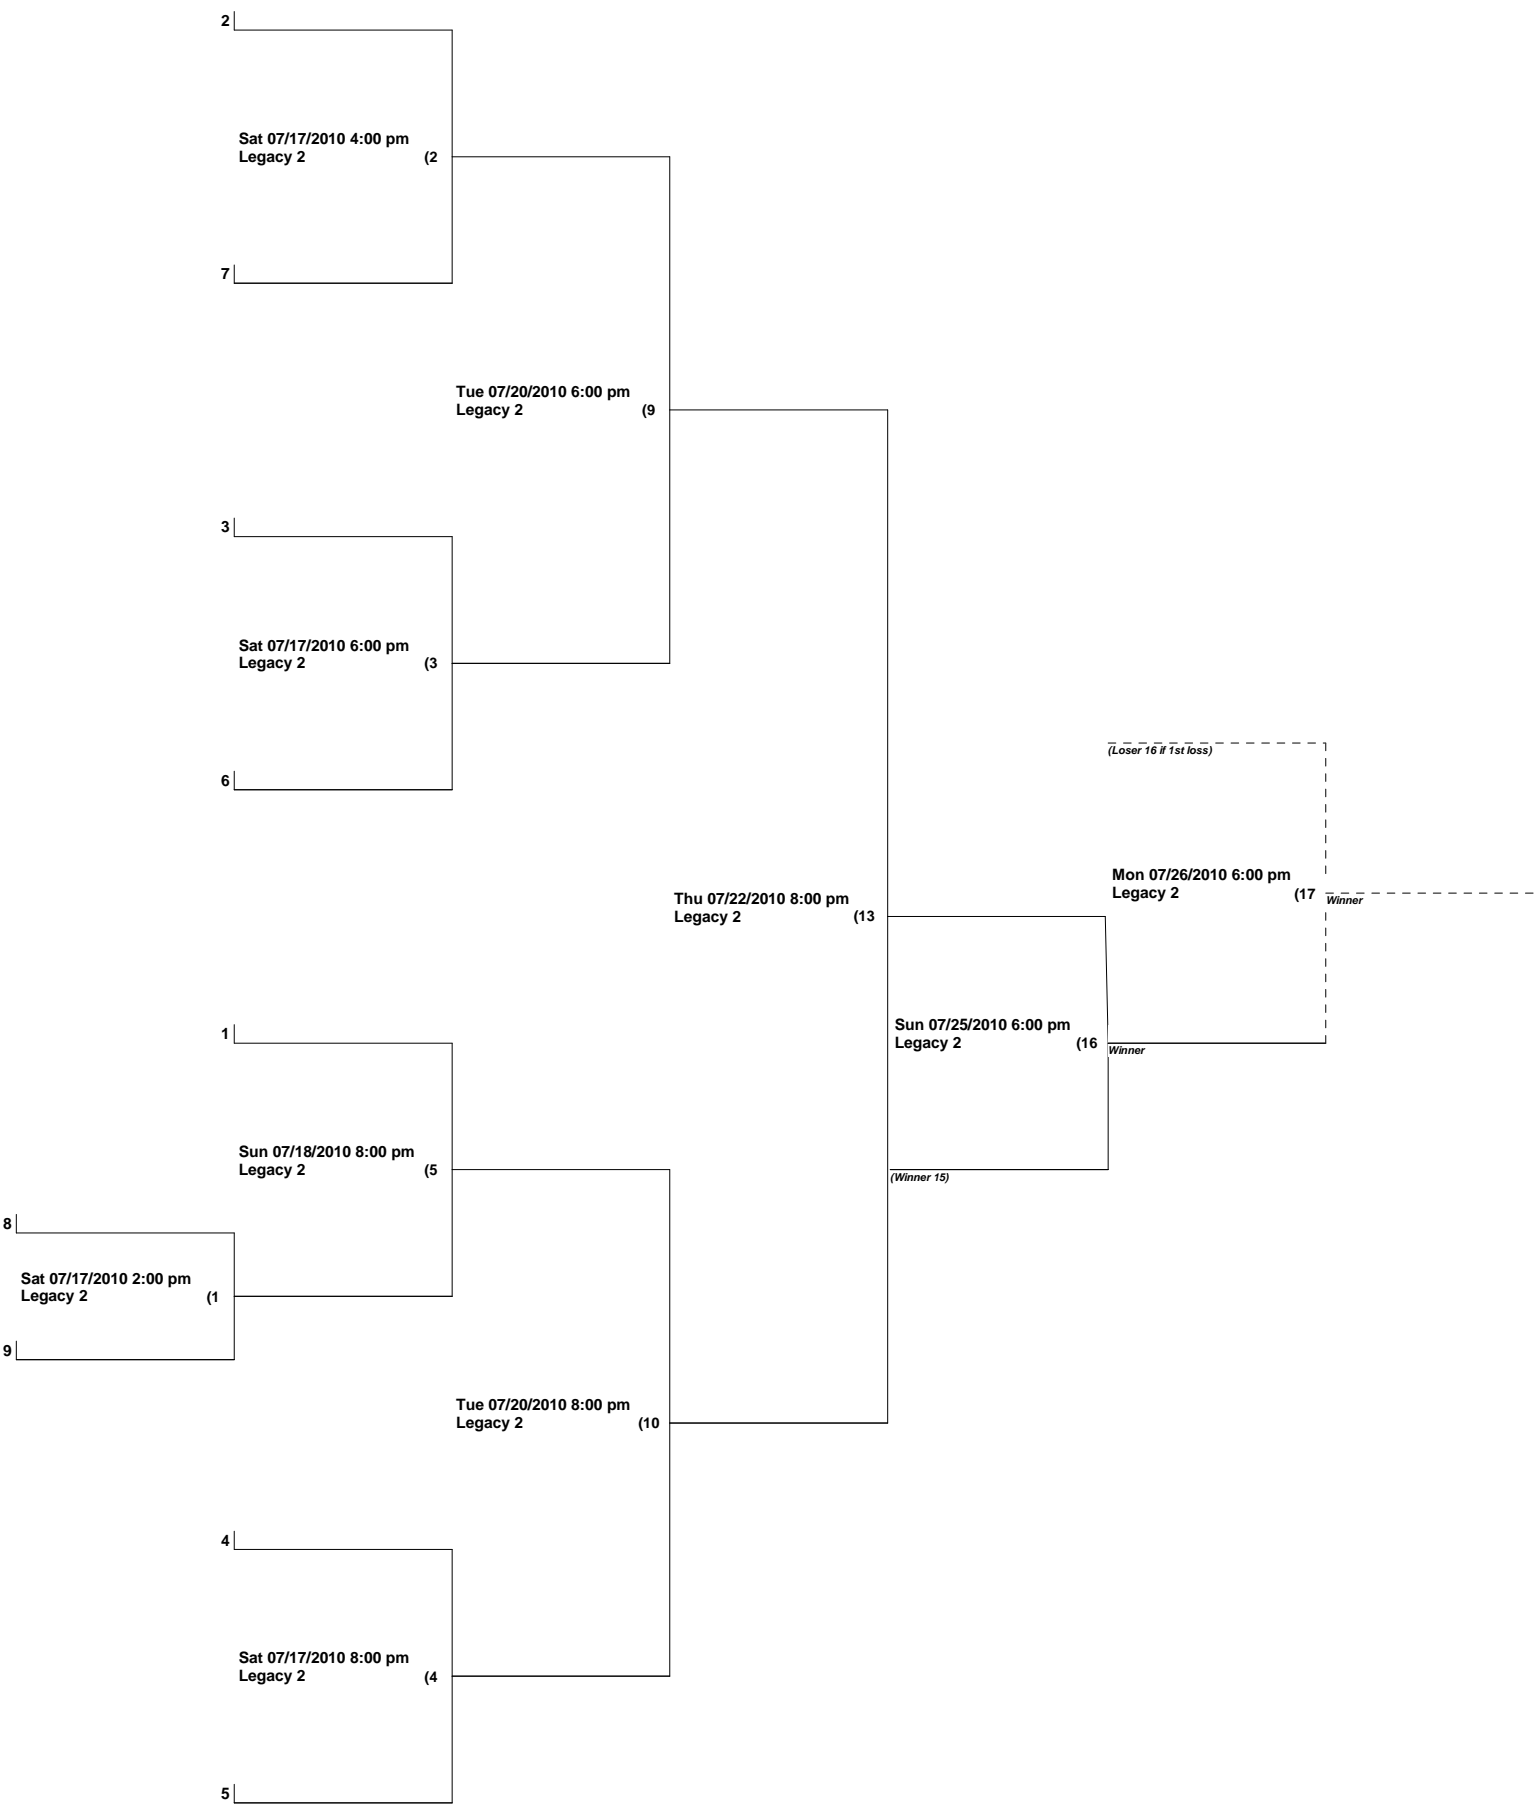 2
Sat 07/17/2010 4:00 pm
Legacy 2 (2
7
Tue 07/20/2010 6:00 pm
Legacy 2 (9
3
Sat 07/17/2010 6:00 pm
Legacy 2 (3
6
(Loser 16 if 1st loss)
Mon 07/26/2010 6:00 pm
Legacy 2 (17
Winner
Thu 07/22/2010 8:00 pm
Legacy 2 (13
Sun 07/25/2010 6:00 pm
Legacy 2 (16
Winner
1
Sun 07/18/2010 8:00 pm
Legacy 2 (5
(Winner 15)
8
Sat 07/17/2010 2:00 pm
Legacy 2 (1
9
Tue 07/20/2010 8:00 pm
Legacy 2 (10
4
Sat 07/17/2010 8:00 pm
Legacy 2 (4
5